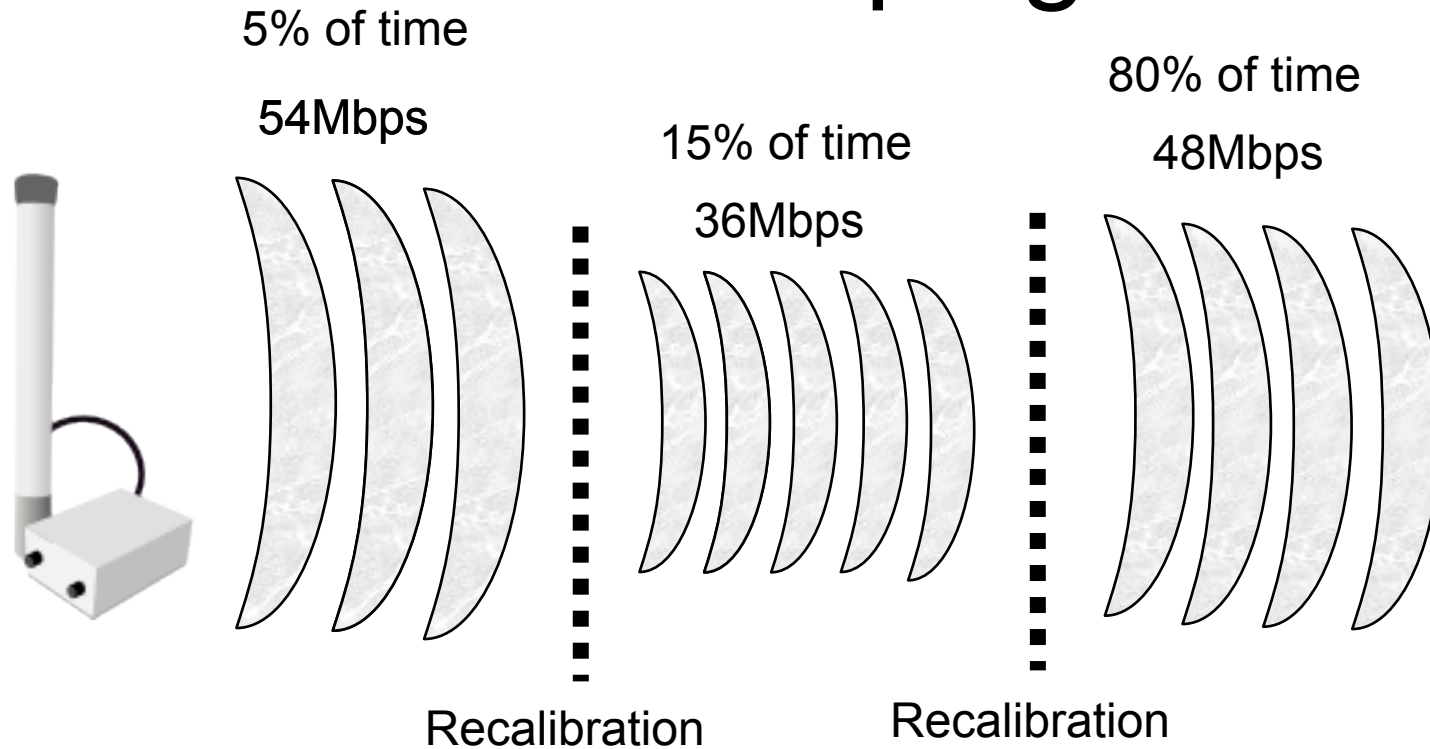 5% of time
54Mbps
15% of time
36Mbps
80% of time
48Mbps
Recalibration
Recalibration